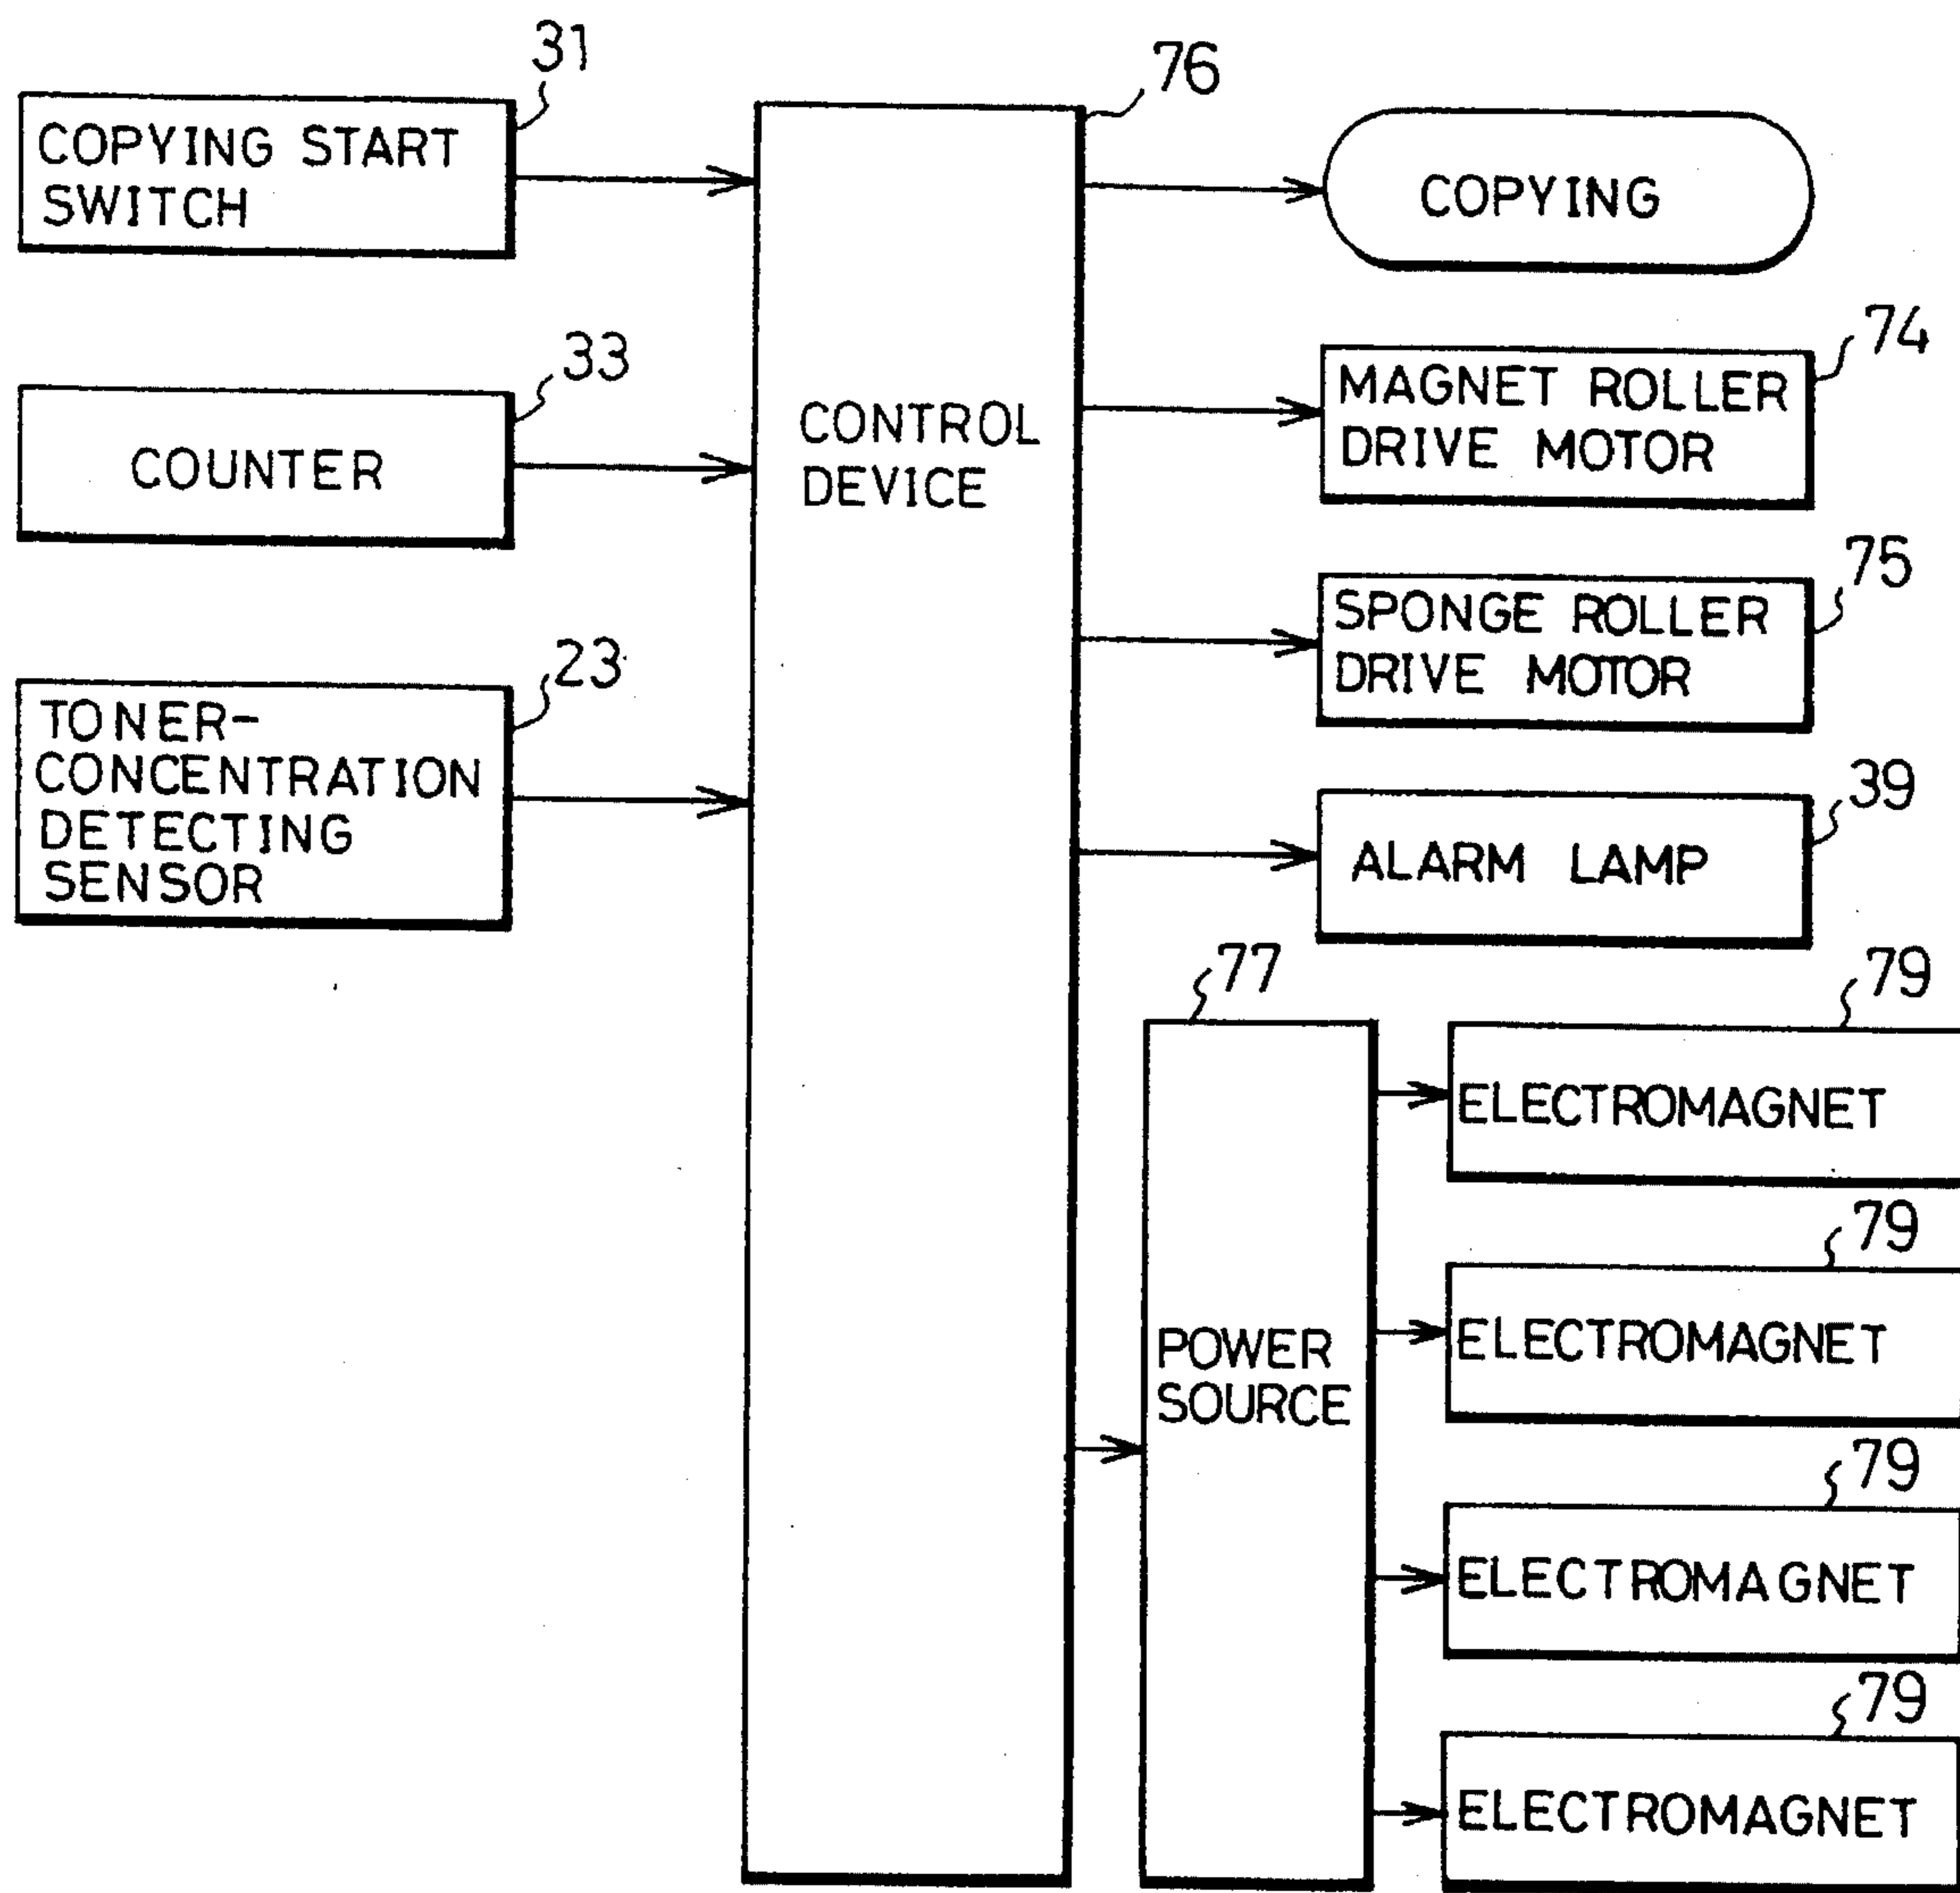 31
COPYING START
SWITCH
33
COUNTER
23
TONER-
CONCENTRATION
DETECTING
SENSOR
76
CONTROL
DEVICE
COPYING
74
MAGNET ROLLER
DRIVE MOTOR
75
SPONGE ROLLER
DRIVE MOTOR
39
ALARM LAMP
77
POWER
SOURCE
79
ELECTROMAGNET
79
ELECTROMAGNET
79
ELECTROMAGNET
79
ELECTROMAGNET